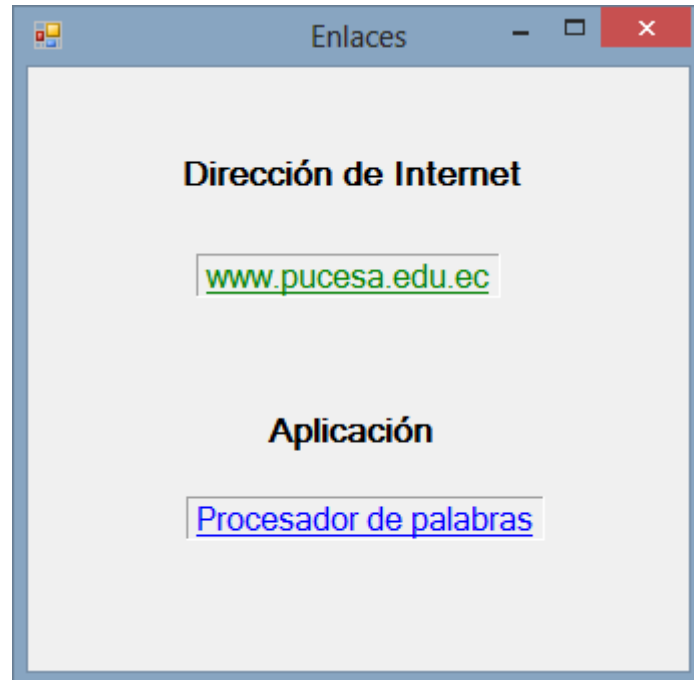 Enlaces
Dirección de Internet
www.pucesa.edu.ec
Aplicación
Procesador de palabras